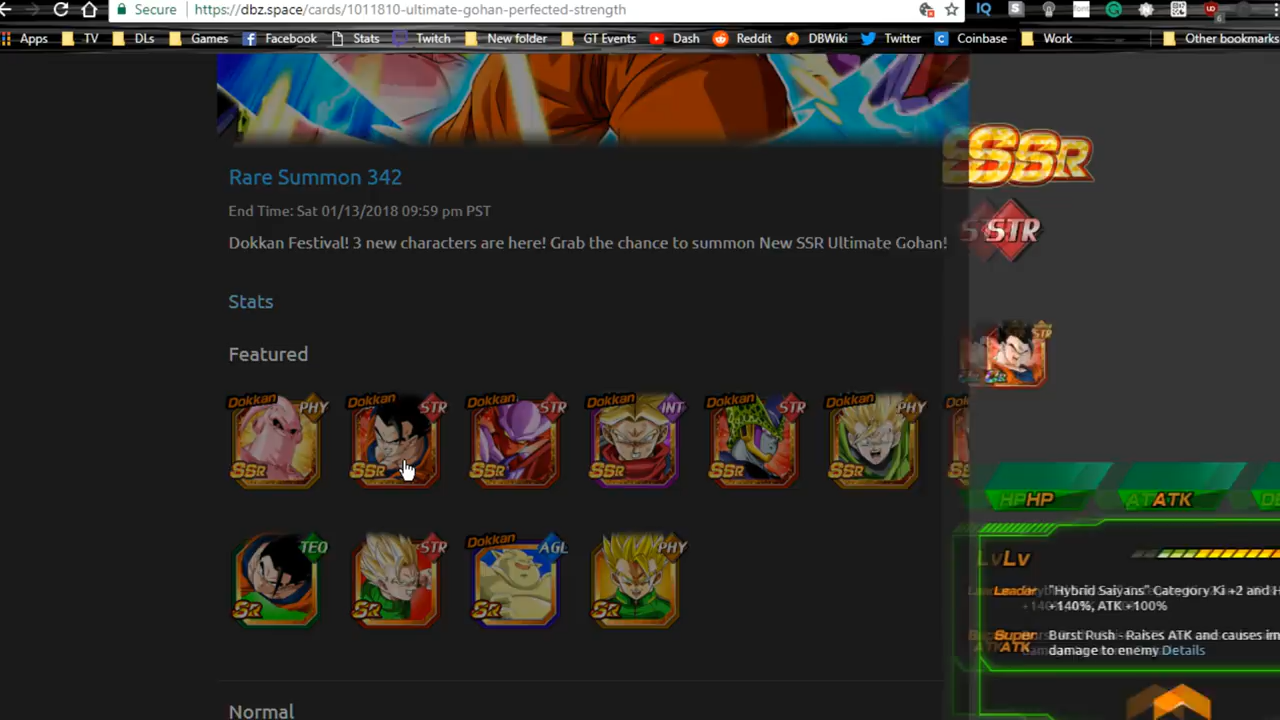 Secure https://dbz.space/cards/1011810-ultimate-gohan-perfected-strength
Apps TV DLs Games Facebook Stats Twitch New folder GT Events Dash Reddit DBWiki Twitter Coinbase Work Other bookmarks
Rare Summon 342
End Time: Sat 01/13/2018 09:59 pm PST
Dokkan Festival! 3 new characters are here! Grab the chance to summon New SSR Ultimate Gohan!
Stats
Featured
Dokkan PHY Dokkan STR Dokkan STR Dokkan INT Dokkan STR Dokkan PHY
SSR SSR SSR SSR SSR SSR
TEQ STR Dokkan AGL PHY
SR SR SR SR
Normal
SSR
STR
STR
HP ATK
Lv
Leader "Hybrid Saiyans" Category Ki +2 and
+140%, ATK +100%
Super ATK Burst Rush - Raises ATK and causes
damage to enemy Details